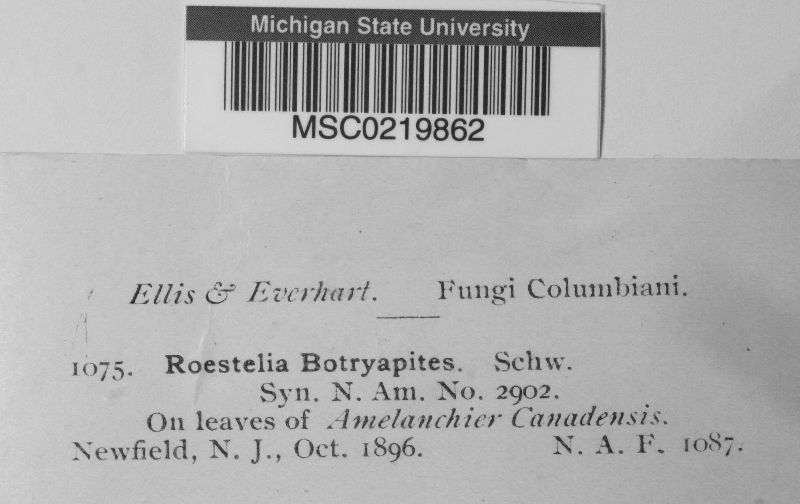 Michigan State University
MSC0219862
Ellis & Everhart. Fungi Columbiani.
1075. Roestelia Botryapites. Schw.
Syn. N. Am. No. 2902.
On leaves of Amelanchier Canadensis.
Newfield, N. J., Oct. 1896. N. A. F. 1087.